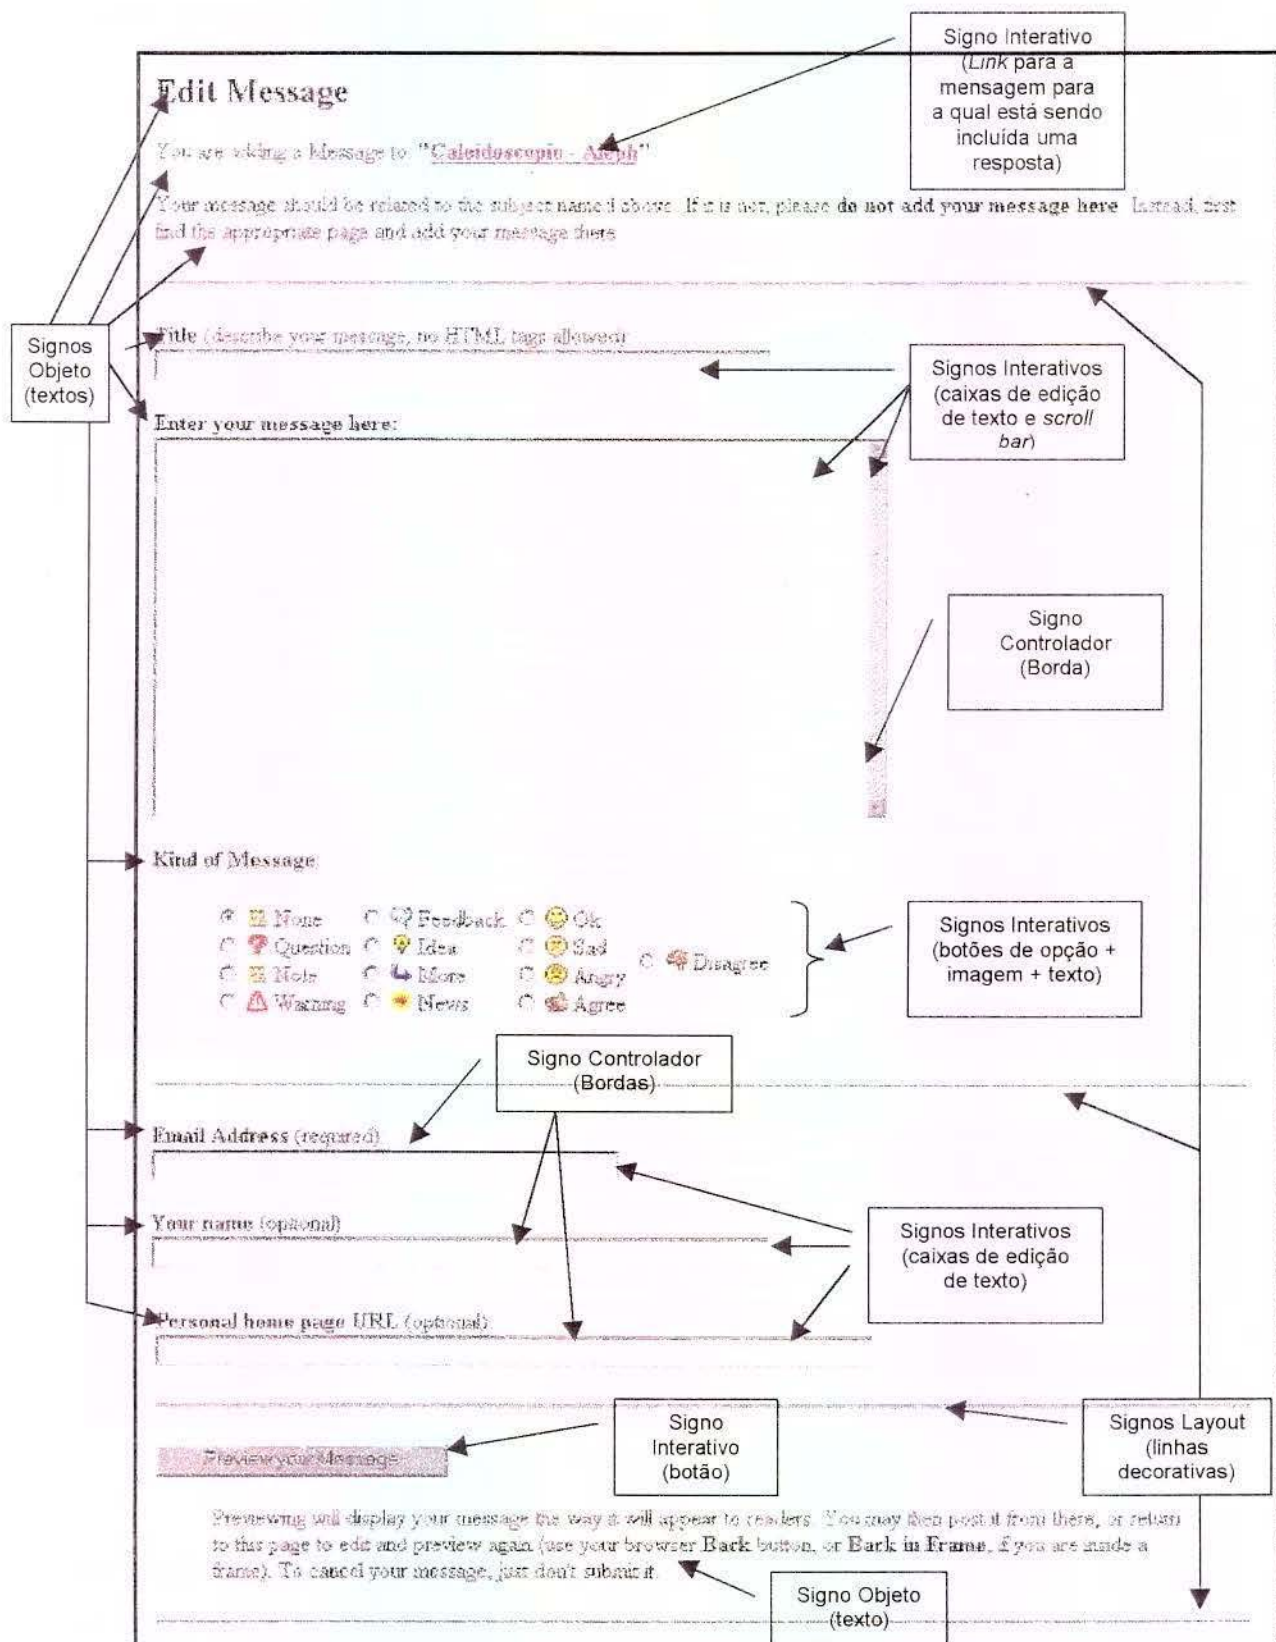 Signo Interativo
(Link para a
mensagem para
a qual está sendo
incluída uma
resposta)
Edit Message
You are adding a Message to: "Caleidoscopio - Aleph"
Your message should be related to the subject named above. If it is not, please do not add your message here. Instead, first
find the appropriate page and add your message there
Signos
Objeto
(textos)
Title (describe your message, no HTML tags allowed)
Signos Interativos
(caixas de edição
de texto e scroll
bar)
Enter your message here:
Signo
Controlador
(Borda)
Kind of Message
None Feedback Ok
Question Idea Sad
Disagree
Note More Angry
Warning News Agree
Signos Interativos
(botões de opção +
imagem + texto)
Signo Controlador
(Bordas)
Email Address (required)
Your name (optional)
Signos Interativos
(caixas de edição
de texto)
Personal home page URL (optional)
Signo
Interativo
(botão)
Signos Layout
(linhas
decorativas)
Preview your Message
Previewing will display your message the way it will appear to readers. You may then post it from there, or return
to this page to edit and preview again (use your browser Back button, or Back in Frame, if you are inside a
frame). To cancel your message, just don't submit it.
Signo Objeto
(texto)